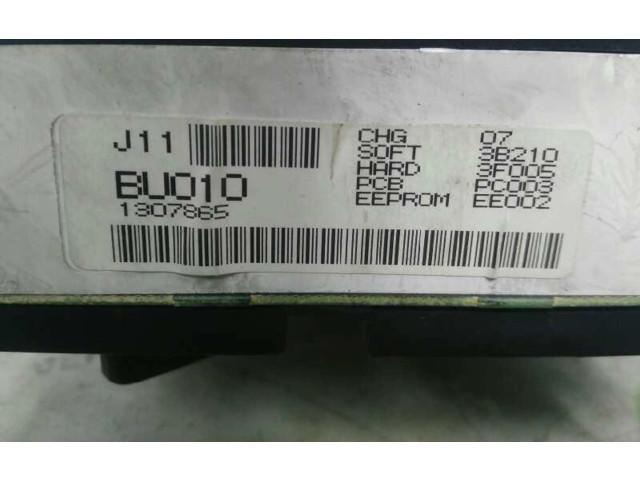 J11
BU010
1307865
CHG 07
SOFT 3B210
HARD 3F005
PCB PC003
EEPROM EE002